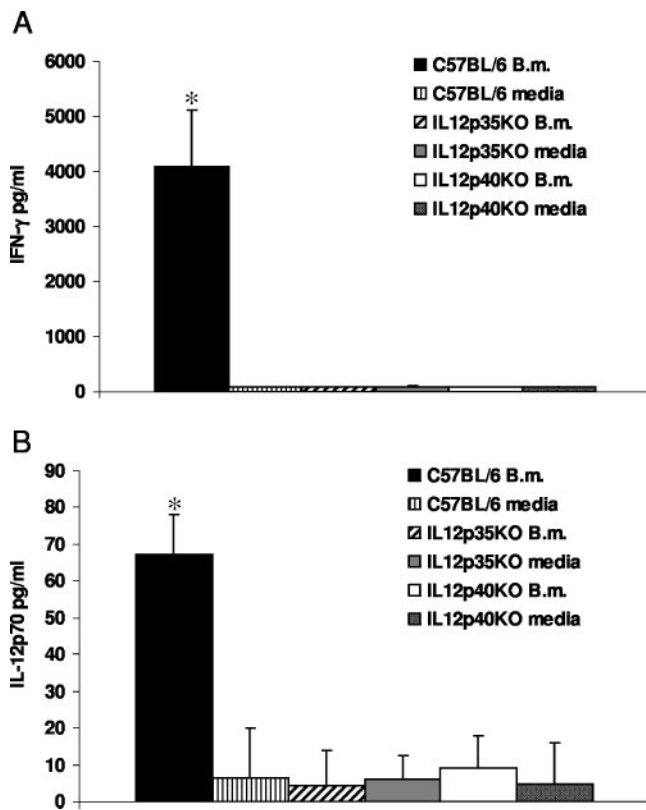 A
IFN-γ pg/ml
6000
5000
4000
3000
2000
1000
0
*
C57BL/6 B.m.
C57BL/6 media
IL12p35KO B.m.
IL12p35KO media
IL12p40KO B.m.
IL12p40KO media
B
IL-12p70 pg/ml
90
80
70
60
50
40
30
20
10
0
*
C57BL/6 B.m.
C57BL/6 media
IL12p35KO B.m.
IL12p35KO media
IL12p40KO B.m.
IL12p40KO media